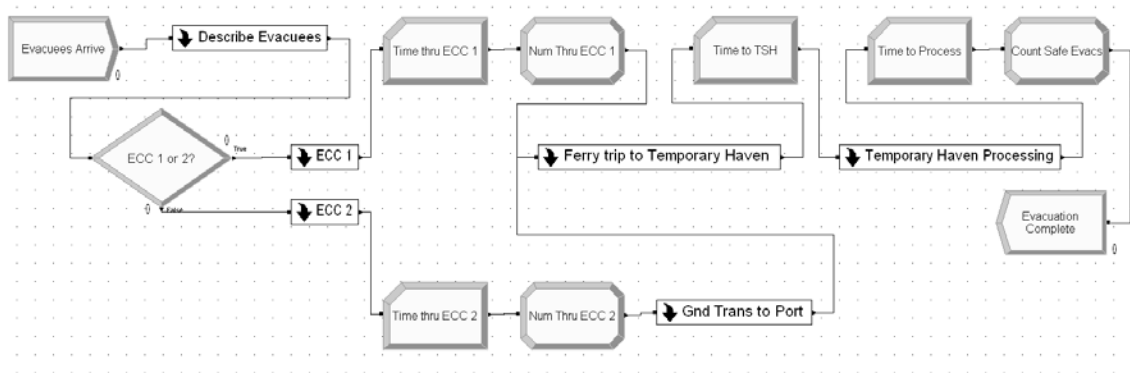 Evacuees Arrive
0
Describe Evacuees
Time thru ECC 1
Num Thru ECC 1
Time to TSH
Time to Process
Count Safe Evacs
ECC 1 or 2?
0
True
0
False
ECC 1
ECC 2
Ferry trip to Temporary Haven
Temporary Haven Processing
Evacuation
Complete
0
Time thru ECC 2
Num Thru ECC 2
Gnd Trans to Port